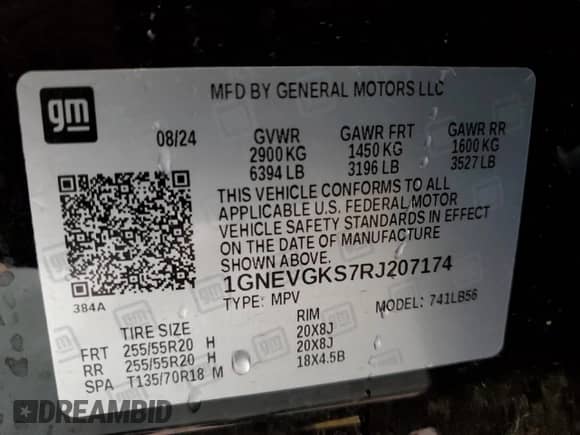 gm
MFD BY GENERAL MOTORS LLC
08/24 GVWR GAWR FRT GAWR RR
2900 KG 1450 KG 1600 KG
6394 LB 3196 LB 3527 LB
THIS VEHICLE CONFORMS TO ALL
APPLICABLE U.S. FEDERAL MOTOR
VEHICLE SAFETY STANDARDS IN EFFECT
ON THE DATE OF MANUFACTURE
SHOWN ABOVE.
384A
1GNEVGKS7RJ207174
TYPE: MPV MODEL: 741LB56
TIRE SIZE RIM
FRT 255/55R20 H 20X8J
RR 255/55R20 H 20X8J
SPA T135/70R18 M 18X4.5B
DREAMBID